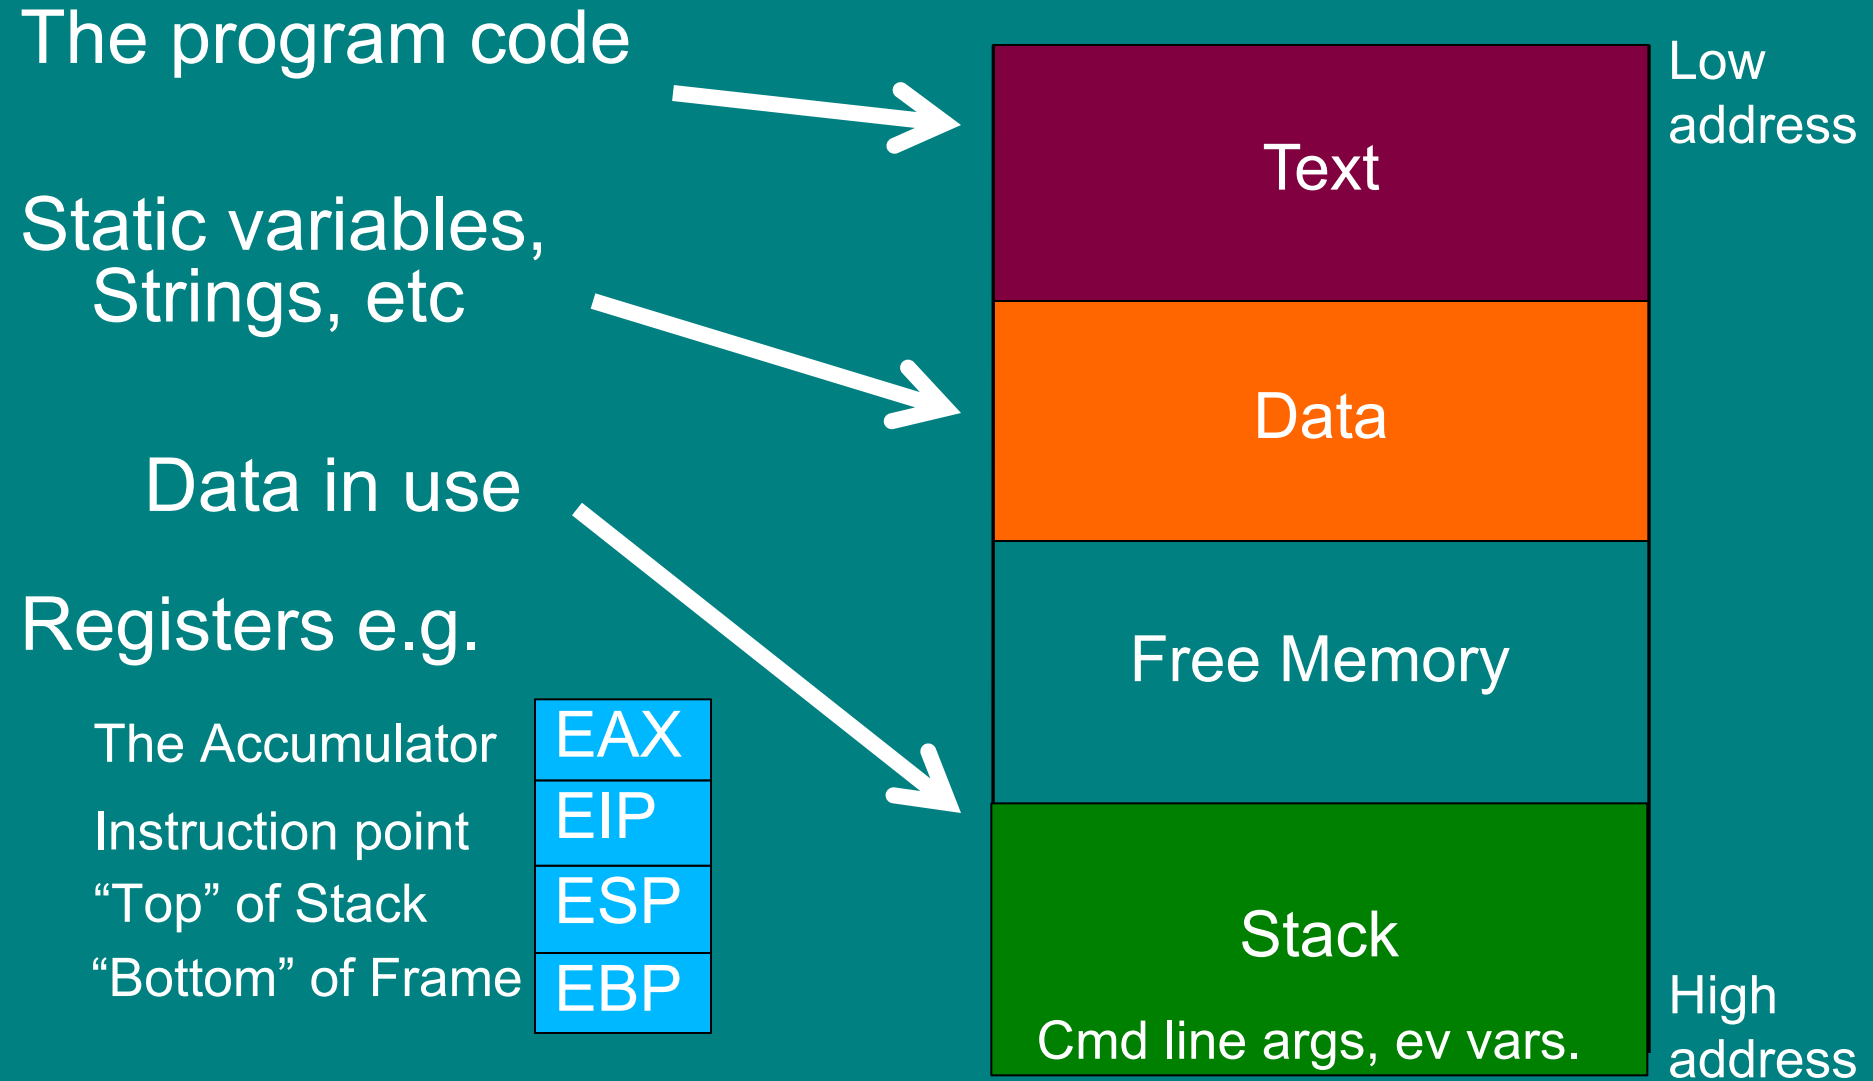 The program code
Static variables,
Strings, etc
Data in use
Registers e.g.
The Accumulator
EAX
Instruction point
EIP
“Top” of Stack
ESP
“Bottom” of Frame
EBP
Low
address
Text
Data
Free Memory
Stack
Cmd line args, ev vars.
High
address